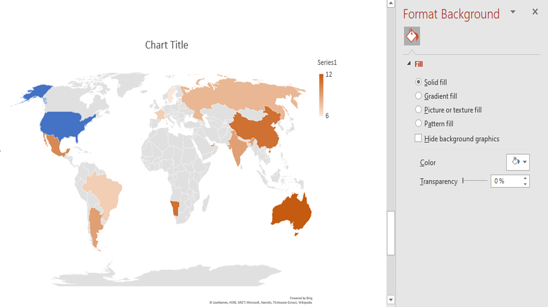 Format Background
Chart Title
Series1
12
6
Fill
Solid fill
Gradient fill
Picture or texture fill
Pattern fill
Hide background graphics
Color
Transparency
0 %
Powered by Bing